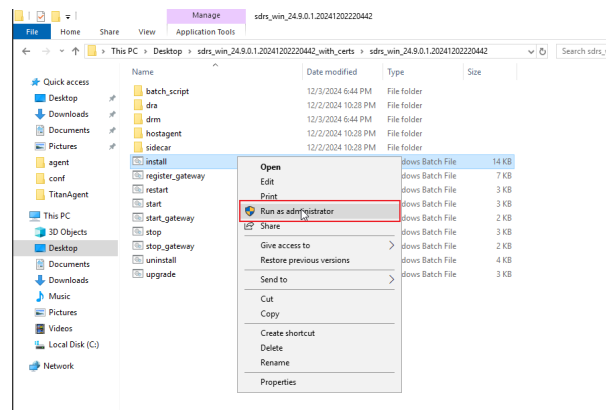 Manage
sdrs_win_24.9.0.1.20241202220442
File Home Share View Application Tools
This PC > Desktop > sdrs_win_24.9.0.1.20241202220442_with_certs > sdrs_win_24.9.0.1.20241202220442
Search sdrs_
Name Date modified Type Size
Quick access
Desktop
Downloads
Documents
Pictures
agent
conf
TitanAgent
This PC
3D Objects
Desktop
Documents
Downloads
Music
Pictures
Videos
Local Disk (C:)
Network
batch_script 12/3/2024 6:44 PM File folder
dra 12/2/2024 10:28 PM File folder
drm 12/3/2024 6:44 PM File folder
hostagent 12/2/2024 10:28 PM File folder
sidecar 12/2/2024 10:28 PM File folder
install dows Batch File 14 KB
register_gateway dows Batch File 7 KB
restart dows Batch File 3 KB
start dows Batch File 3 KB
start_gateway dows Batch File 2 KB
stop dows Batch File 3 KB
stop_gateway dows Batch File 2 KB
uninstall dows Batch File 4 KB
upgrade dows Batch File 3 KB
Open
Edit
Print
Run as administrator
Share
Give access to
Restore previous versions
Send to
Cut
Copy
Create shortcut
Delete
Rename
Properties